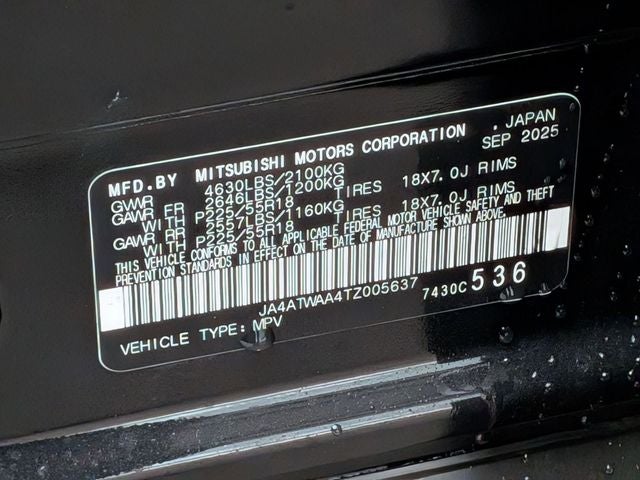 MFD.BY MITSUBISHI MOTORS CORPORATION . JAPAN
SEP 2025
GVWR 4630LBS/2100KG
GAWR FR 2646LBS/1200KG
WITH P225/55R18 TIRES 18X7.0J RIMS
GAWR RR 2557LBS/1160KG
WITH P225/55R18 TIRES 18X7.0J RIMS
THIS VEHICLE CONFORMS TO ALL APPLICABLE FEDERAL MOTOR VEHICLE SAFETY AND THEFT
PREVENTION STANDARDS IN EFFECT ON THE DATE OF MANUFACTURE SHOWN ABOVE.
JA4ATWAA4TZ005637 7430C 536
VEHICLE TYPE: MPV